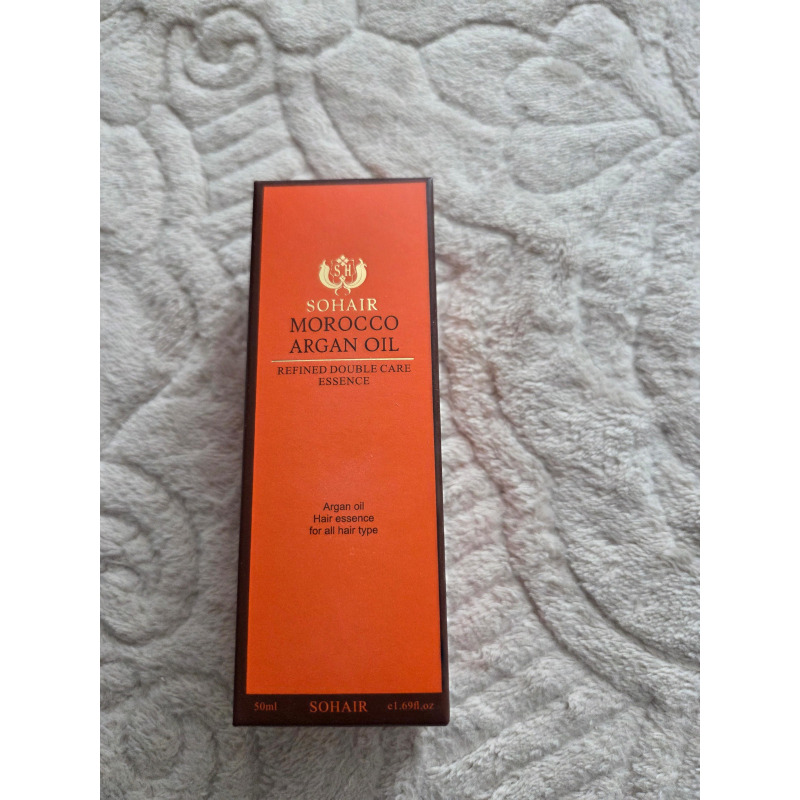 SH
SOHAIR
MOROCCO
ARGAN OIL
REFINED DOUBLE CARE
ESSENCE
Argan oil
Hair essence
for all hair type
50ml SOHAIR e1.69fl.oz